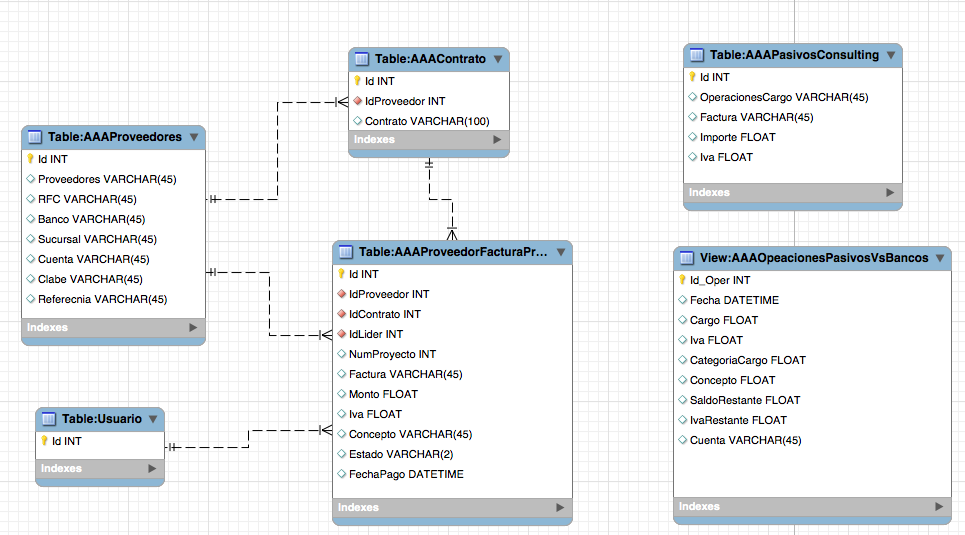 Table:AAAContrato
Id INT
IdProveedor INT
Contrato VARCHAR(100)
Indexes
Table:AAAPasivosConsulting
Id INT
OperacionesCargo VARCHAR(45)
Factura VARCHAR(45)
Importe FLOAT
Iva FLOAT
Indexes
Table:AAAProveedores
Id INT
Proveedores VARCHAR(45)
RFC VARCHAR(45)
Banco VARCHAR(45)
Sucursal VARCHAR(45)
Cuenta VARCHAR(45)
Clabe VARCHAR(45)
Referecnia VARCHAR(45)
Indexes
Table:AAAProveedorFacturaPr...
Id INT
IdProveedor INT
IdContrato INT
IdLider INT
NumProyecto INT
Factura VARCHAR(45)
Monto FLOAT
Iva FLOAT
Concepto VARCHAR(45)
Estado VARCHAR(2)
FechaPago DATETIME
Indexes
View:AAAOpeacionesPasivosVsBancos
Id_Oper INT
Fecha DATETIME
Cargo FLOAT
Iva FLOAT
CategoriaCargo FLOAT
Concepto FLOAT
SaldoRestante FLOAT
IvaRestante FLOAT
Cuenta VARCHAR(45)
Indexes
Table:Usuario
Id INT
Indexes